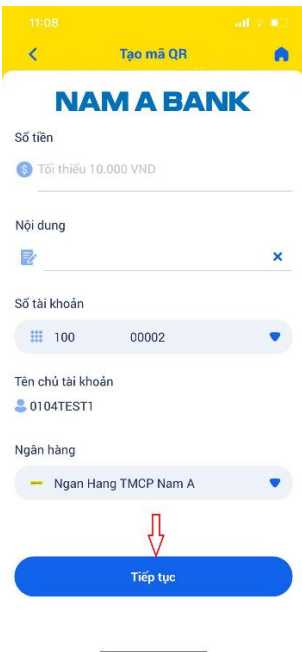 11:08
Tạo mã QR
NAM A BANK
Số tiền
Tối thiểu 10.000 VND
Nội dung
Số tài khoản
100 00002
Tên chủ tài khoản
0104TEST1
Ngân hàng
Ngan Hang TMCP Nam A
Tiếp tục